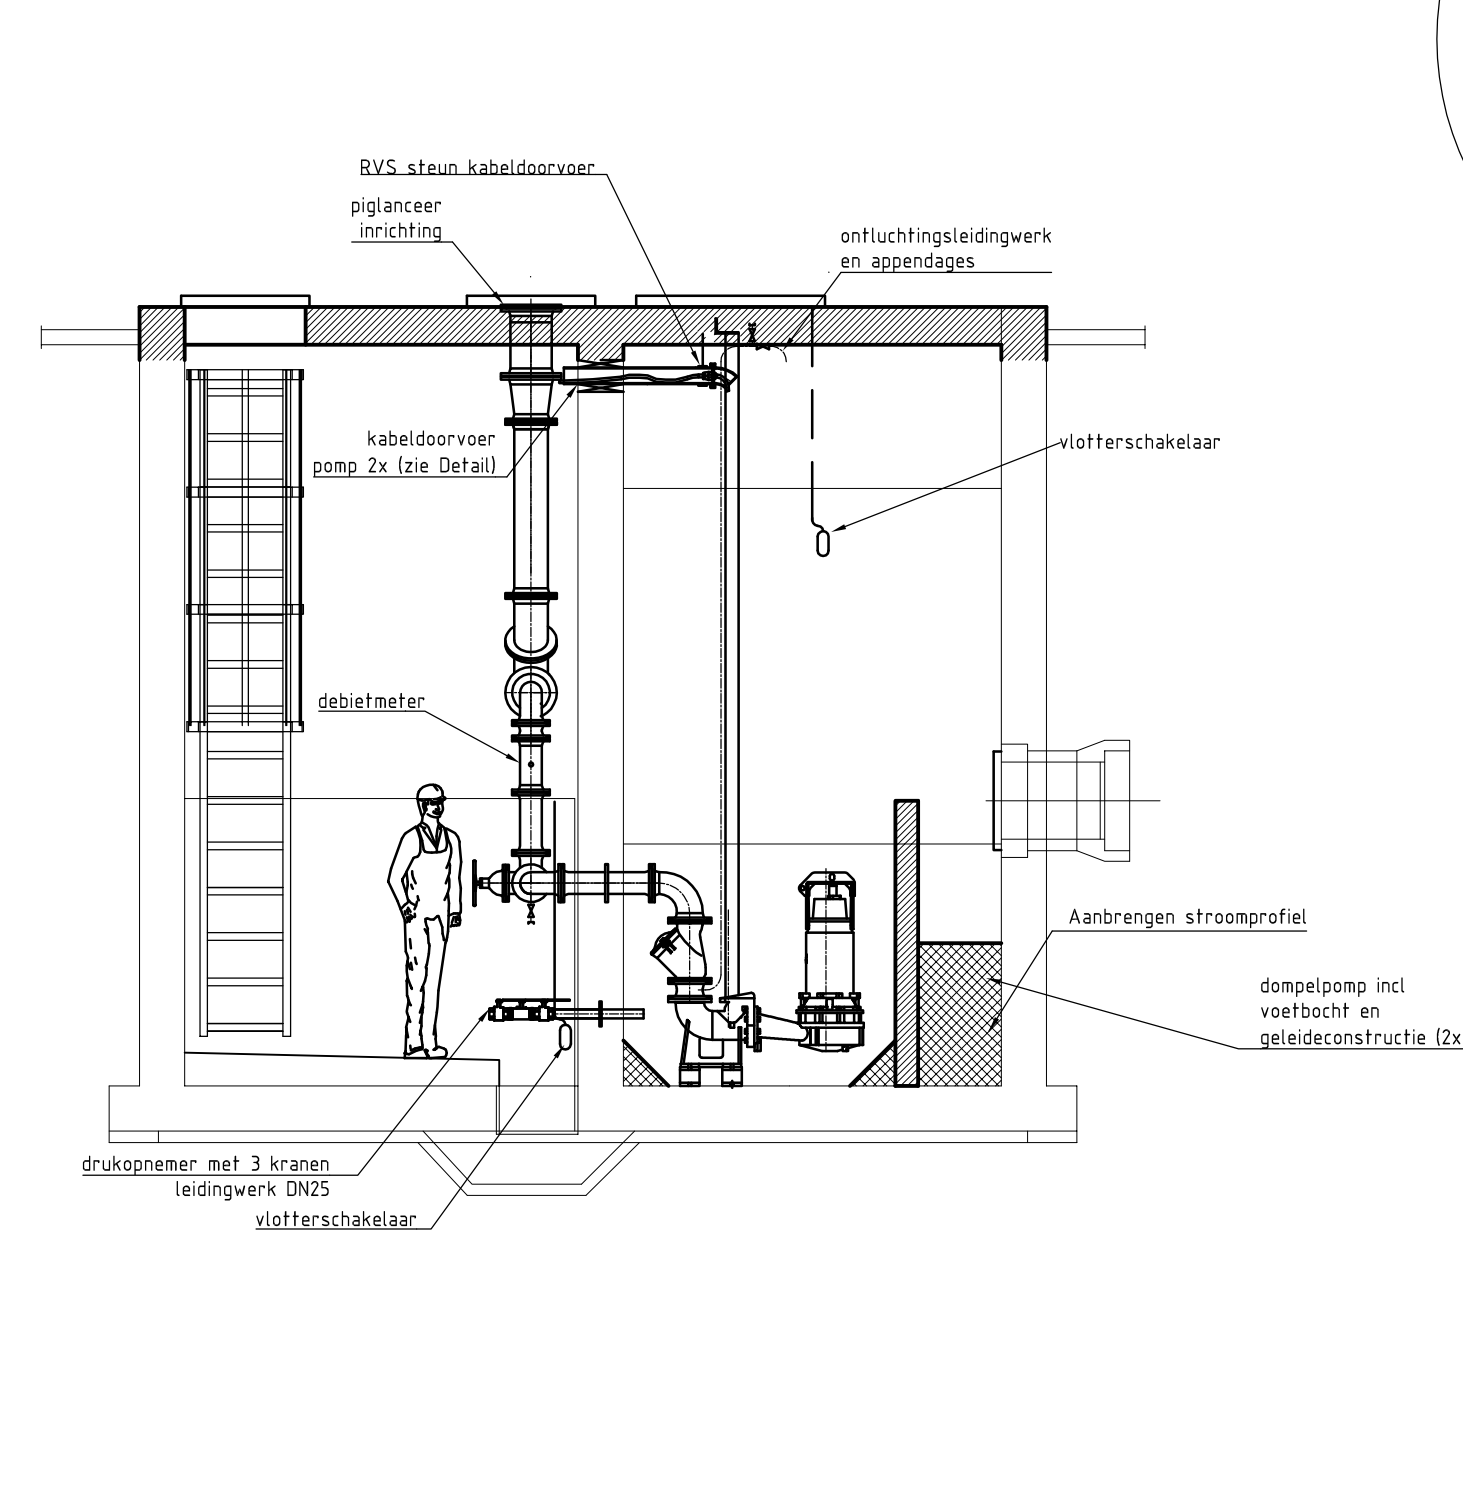 RVS steun kabeldoorvoer
piglanceer
inrichting
ontluchtingsleidingwerk
en appendages
kabeldoorvoer
pomp 2x (zie Detail)
vlotterschakelaar
debietmeter
Aanbrengen stroomprofiel
dompelpomp incl
voetbocht en
geleideconstructie (2x
drukopnemer met 3 kranen
leidingwerk DN25
vlotterschakelaar